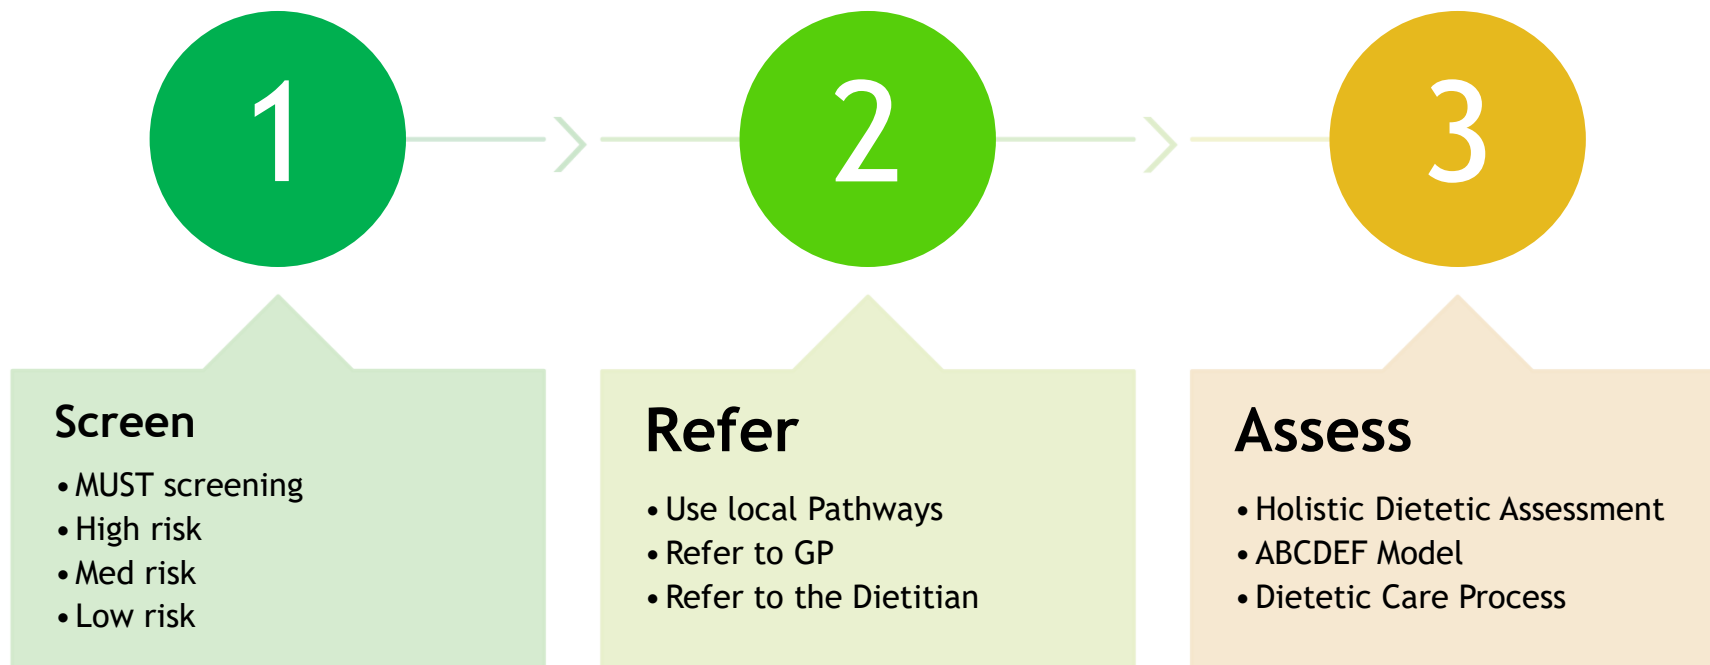 1
2
3
Screen
• MUST screening
• High risk
• Med risk
• Low risk
Refer
• Use local Pathways
• Refer to GP
• Refer to the Dietitian
Assess
• Holistic Dietetic Assessment
• ABCDEF Model
• Dietetic Care Process